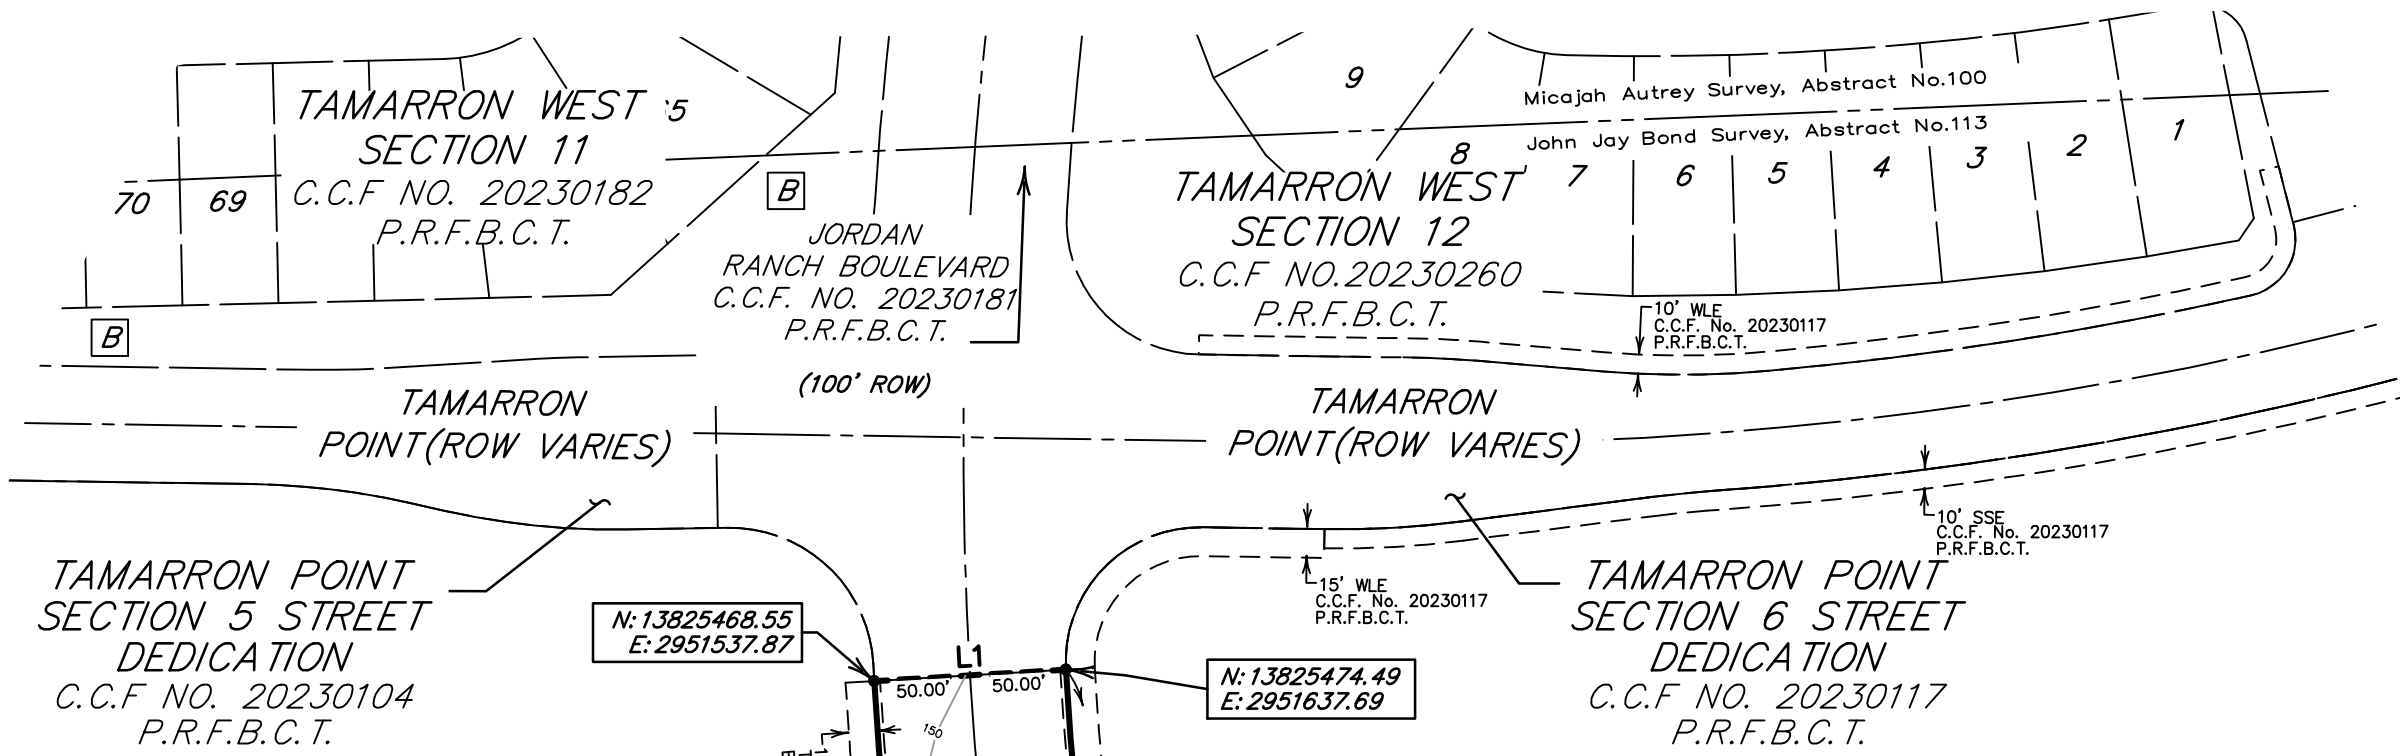 TAMARRON WEST
SECTION 11
C.C.F NO. 20230182
P.R.F.B.C.T.
70
69
B
B
JORDAN
RANCH BOULEVARD
C.C.F. NO. 20230181
P.R.F.B.C.T.
(100' ROW)
9
8
7
6
5
4
3
2
1
Micajah Autrey Survey, Abstract No.100
John Jay Bond Survey, Abstract No.113
TAMARRON WEST
SECTION 12
C.C.F NO.20230260
P.R.F.B.C.T.
10' WLE
C.C.F. No. 20230117
P.R.F.B.C.T.
TAMARRON
POINT(ROW VARIES)
TAMARRON
POINT(ROW VARIES)
10' SSE
C.C.F. No. 20230117
P.R.F.B.C.T.
15' WLE
C.C.F. No. 20230117
P.R.F.B.C.T.
TAMARRON POINT
SECTION 5 STREET
DEDICATION
C.C.F NO. 20230104
P.R.F.B.C.T.
N:13825468.55
E:2951537.87
L1
50.00'
50.00'
150
N:13825474.49
E:2951637.69
TAMARRON POINT
SECTION 6 STREET
DEDICATION
C.C.F NO. 20230117
P.R.F.B.C.T.